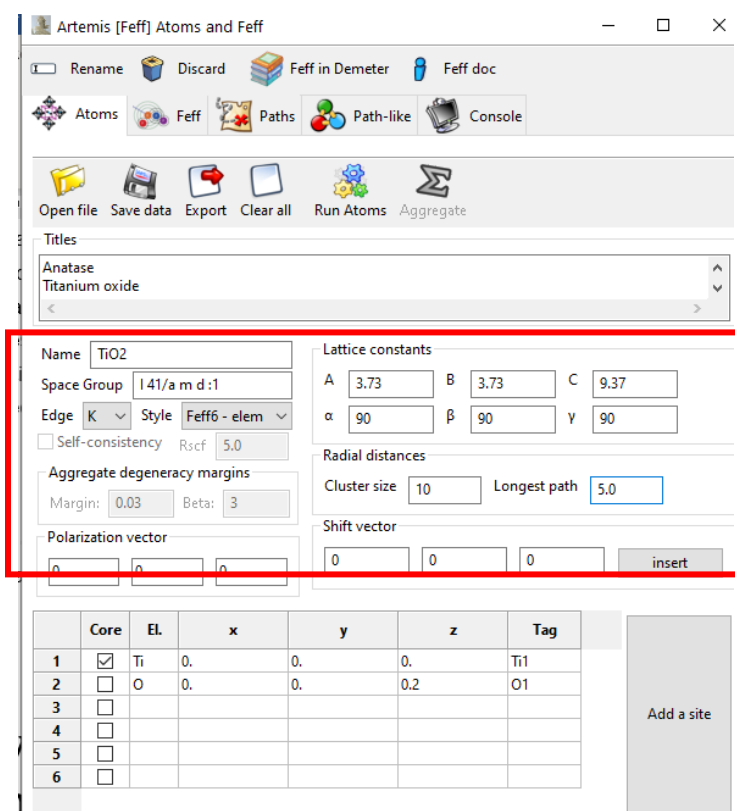 Artemis [Feff] Atoms and Feff
Rename Discard Feff in Demeter Feff doc
Atoms Feff Paths Path-like Console
Open file Save data Export Clear all Run Atoms Aggregate
Titles
Anatase
Titanium oxide
Name TiO2
Space Group I 41/a m d :1
Edge K Style Feff6 - elem
Self-consistency Rscf 5.0
Aggregate degeneracy margins
Margin: 0.03 Beta: 3
Polarization vector
0 0 0
Lattice constants
A 3.73 B 3.73 C 9.37
α 90 β 90 γ 90
Radial distances
Cluster size 10 Longest path 5.0
Shift vector
0 0 0 insert
Core El. x y z Tag
1 Ti 0. 0. 0. Ti1
2 O 0. 0. 0.2 O1
3
4
5
6
Add a site